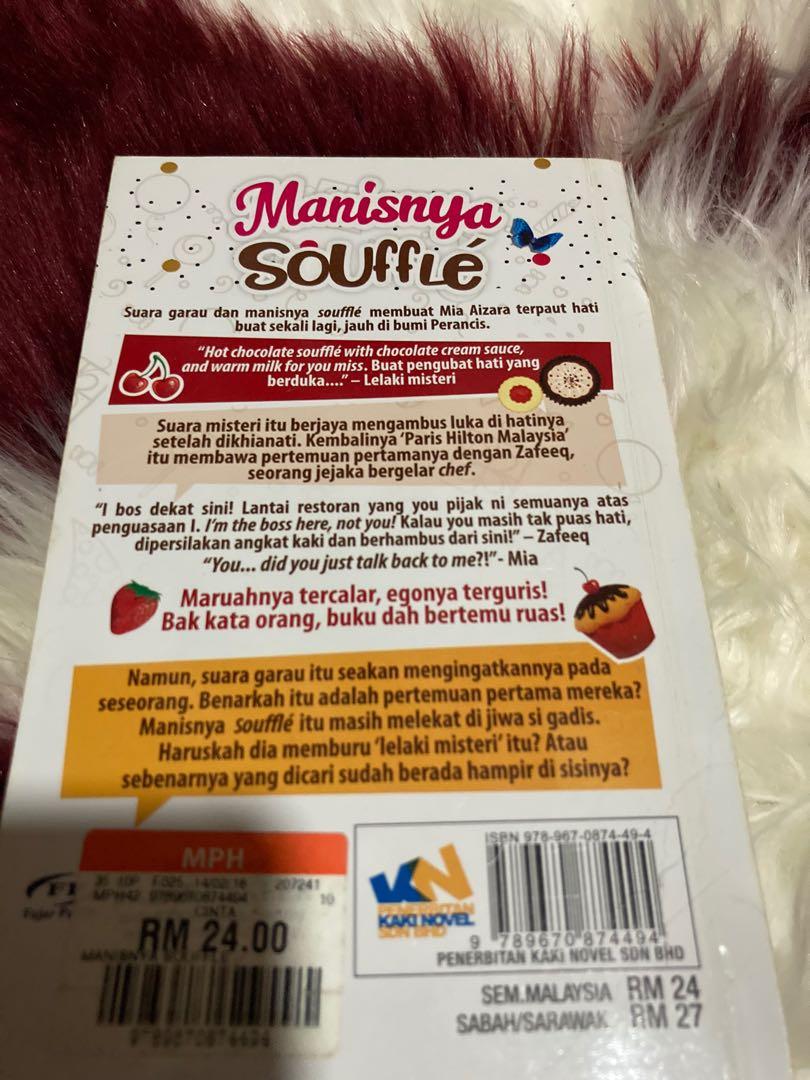 Manisnya
Soufflé
Suara garau dan manisnya soufflé membuat Mia Aizara terpaut hati
buat sekali lagi, jauh di bumi Perancis.
“Hot chocolate soufflé with chocolate cream sauce,
and warm milk for you miss. Buat pengubat hati yang
berduka....” – Lelaki misteri
Suara misteri itu berjaya mengambus luka di hatinya
setelah dikhianati. Kembalinya ‘Paris Hilton Malaysia’
itu membawa pertemuan pertamanya dengan Zafeeq,
seorang jejaka bergelar chef.
“I bos dekat sini! Lantai restoran yang you pijak ni semuanya atas
penguasaan I. I’m the boss here, not you! Kalau you masih tak puas hati,
dipersilakan angkat kaki dan berhambus dari sini!” – Zafeeq
“You... did you just talk back to me?!”- Mia
Maruahnya tercalar, egonya terguris!
Bak kata orang, buku dah bertemu ruas!
Namun, suara garau itu seakan mengingatkannya pada
seseorang. Benarkah itu adalah pertemuan pertama mereka?
Manisnya Soufflé itu masih melekat di jiwa si gadis.
Haruskah dia memburu ‘lelaki misteri’ itu? Atau
sebenarnya yang dicari sudah berada hampir di sisinya?
MPH
207241
10
CINTA
RM 24.00
KN
PENERBITAN
KAKI NOVEL
SDN BHD
ISBN 978-967-0874-49-4
9 789670 874494
PENERBITAN KAKI NOVEL SDN BHD
SEM.MALAYSIA RM 24
SABAH/SARAWAK RM 27